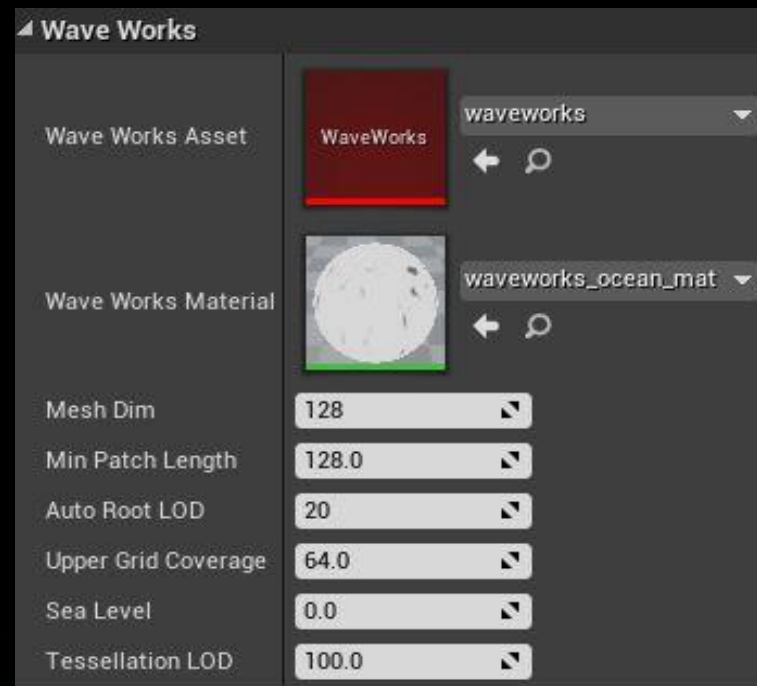 Wave Works
Wave Works Asset
WaveWorks
waveworks
Wave Works Material
waveworks_ocean_mat
Mesh Dim 128
Min Patch Length 128.0
Auto Root LOD 20
Upper Grid Coverage 64.0
Sea Level 0.0
Tessellation LOD 100.0